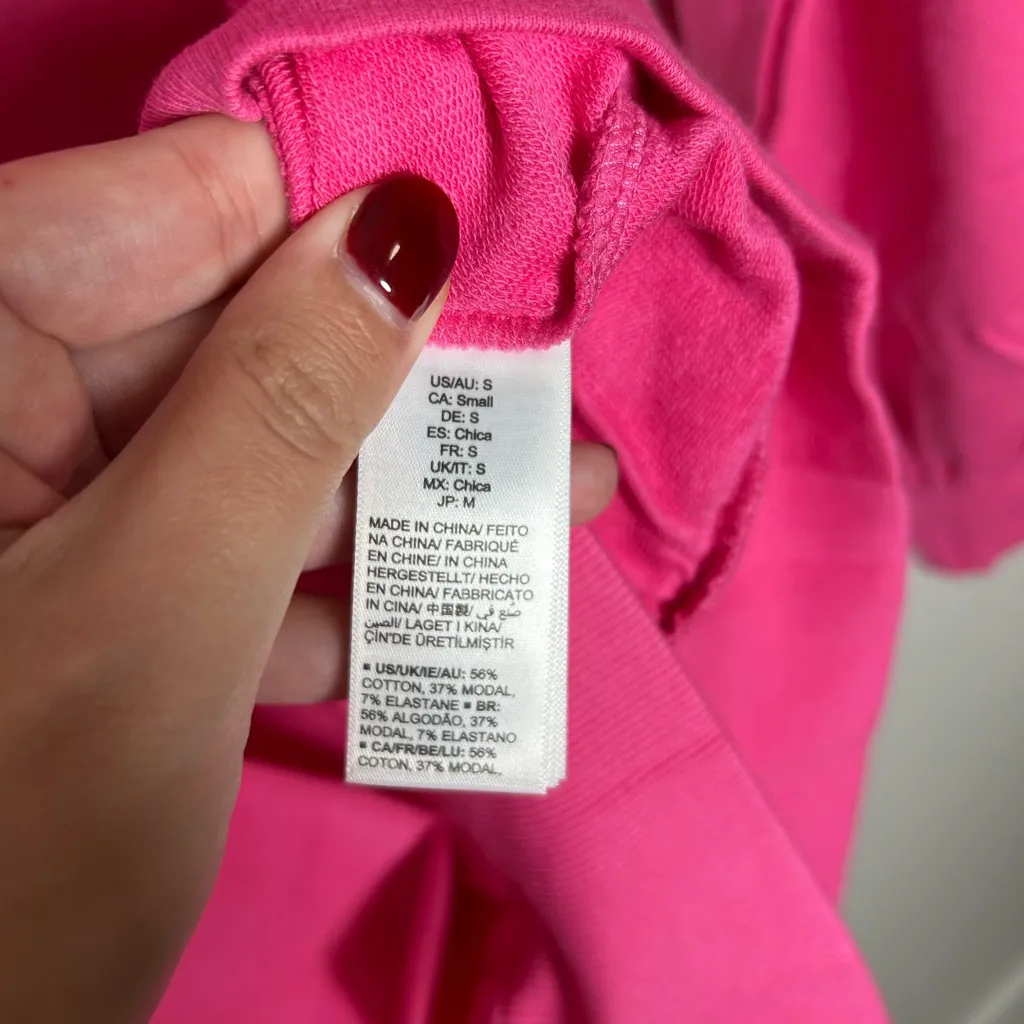 US/AU: S
CA: Small
DE: S
ES: Chica
FR: S
UK/IT: S
MX: Chica
JP: M
MADE IN CHINA/ FEITO
NA CHINA/ FABRIQUÉ
EN CHINE/ IN CHINA
HERGESTELLT/ HECHO
EN CHINA/ FABBRICATO
IN CINA/ 中国製/ صنع في
الصين/ LAGET I KINA/
ÇİN'DE ÜRETİLMİŞTİR
▪ US/UK/IE/AU: 56%
COTTON, 37% MODAL,
7% ELASTANE ▪ BR:
56% ALGODÃO, 37%
MODAL, 7% ELASTANO
▪ CA/FR/BE/LU: 56%
COTON, 37% MODAL,